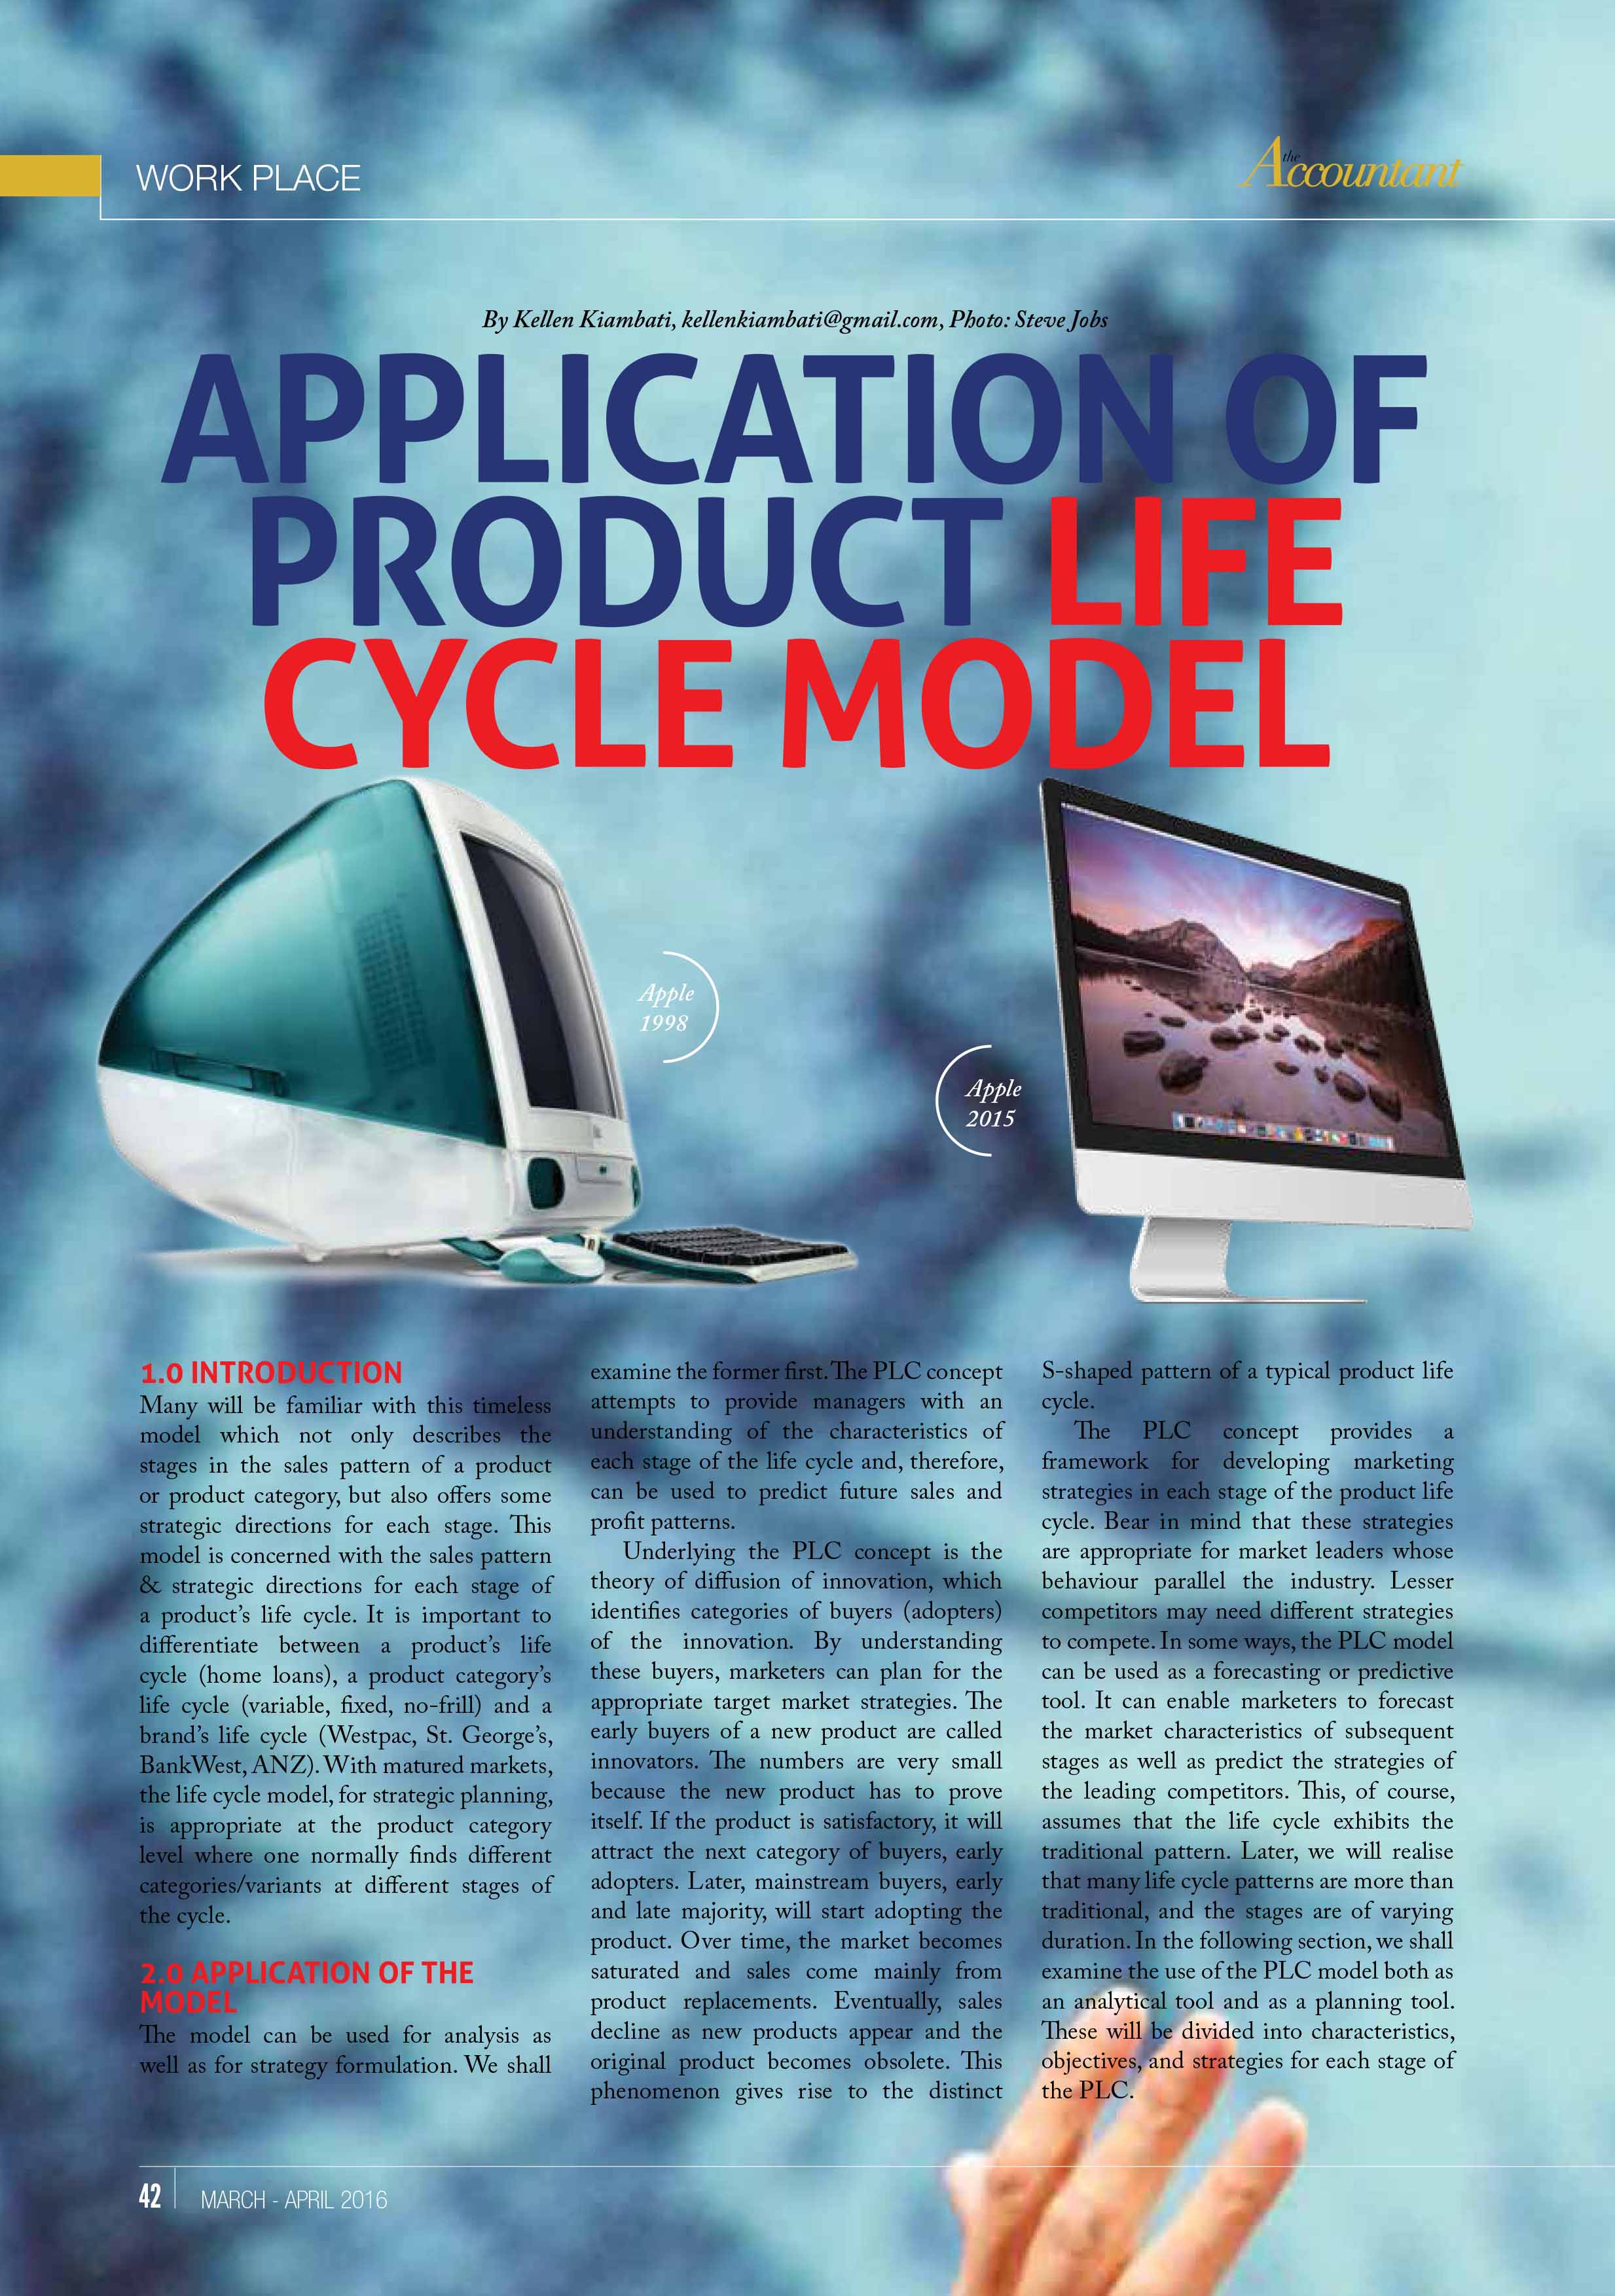 WORK PLACE
the Accountant
By Kellen Kiambati, kellenkiambati@gmail.com, Photo: Steve Jobs
APPLICATION OF
PRODUCT LIFE
CYCLE MODEL
Apple
1998
Apple
2015
1.0 INTRODUCTION
Many will be familiar with this timeless
model which not only describes the
stages in the sales pattern of a product
or product category, but also offers some
strategic directions for each stage. This
model is concerned with the sales pattern
& strategic directions for each stage of
a product's life cycle. It is important to
differentiate between a product's life
cycle (home loans), a product category's
life cycle (variable, fixed, no-frill) and a
brand's life cycle (Westpac, St. George's,
BankWest, ANZ). With matured markets,
the life cycle model, for strategic planning,
is appropriate at the product category
level where one normally finds different
categories/variants at different stages of
the cycle.
2.0 APPLICATION OF THE
MODEL
The model can be used for analysis as
well as for strategy formulation. We shall
examine the former first. The PLC concept
attempts to provide managers with an
understanding of the characteristics of
each stage of the life cycle and, therefore,
can be used to predict future sales and
profit patterns.
Underlying the PLC concept is the
theory of diffusion of innovation, which
identifies categories of buyers (adopters)
of the innovation. By understanding
these buyers, marketers can plan for the
appropriate target market strategies. The
early buyers of a new product are called
innovators. The numbers are very small
because the new product has to prove
itself. If the product is satisfactory, it will
attract the next category of buyers, early
adopters. Later, mainstream buyers, early
and late majority, will start adopting the
product. Over time, the market becomes
saturated and sales come mainly from
product replacements. Eventually, sales
decline as new products appear and the
original product becomes obsolete. This
phenomenon gives rise to the distinct
S-shaped pattern of a typical product life
cycle.
The PLC concept provides a
framework for developing marketing
strategies in each stage of the product life
cycle. Bear in mind that these strategies
are appropriate for market leaders whose
behaviour parallel the industry. Lesser
competitors may need different strategies
to compete. In some ways, the PLC model
can be used as a forecasting or predictive
tool. It can enable marketers to forecast
the market characteristics of subsequent
stages as well as predict the strategies of
the leading competitors. This, of course,
assumes that the life cycle exhibits the
traditional pattern. Later, we will realise
that many life cycle patterns are more than
traditional, and the stages are of varying
duration. In the following section, we shall
examine the use of the PLC model both as
an analytical tool and as a planning tool.
These will be divided into characteristics,
objectives, and strategies for each stage of
the PLC.
42
MARCH - APRIL 2016